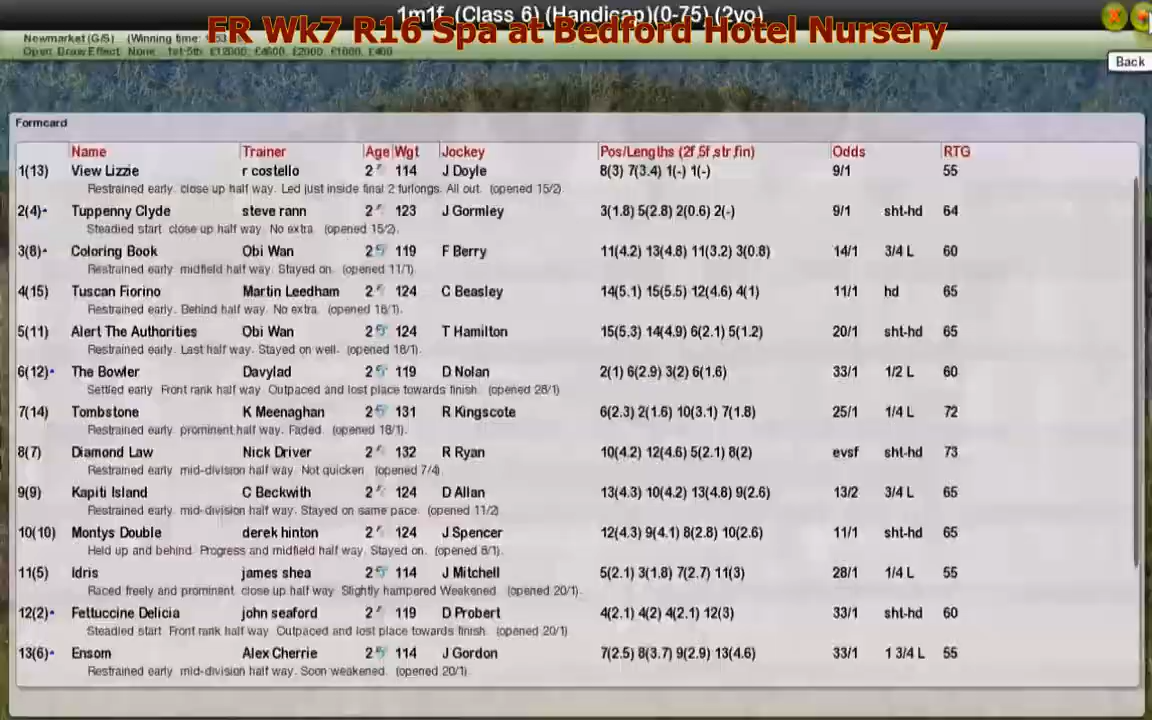 1m1f, (Class 6) (Handicap)(0-75) (2yo)
FR Wk7 R16 Spa at Bedford Hotel Nursery
Newmarket (G/S) (Winning time:
Open Draw Effect: None. 1st-5th: £12000, £4600, £2000, £1000, £400
Back
Formcard
Name Trainer Age Wgt Jockey Pos/Lengths (2f,5f,str,fin) Odds RTG
1(13) View Lizzie r costello 2 114 J Doyle 8(3) 7(3.4) 1(-) 1(-) 9/1 55
Restrained early. close up half way. Led just inside final 2 furlongs. All out. (opened 15/2).
2(4) Tuppenny Clyde steve rann 2 123 J Gormley 3(1.8) 5(2.8) 2(0.6) 2(-) 9/1 sht-hd 64
Steadied start. close up half way. No extra. (opened 15/2).
3(8) Coloring Book Obi Wan 2 119 F Berry 11(4.2) 13(4.8) 11(3.2) 3(0.8) 14/1 3/4 L 60
Restrained early. midfield half way. Stayed on. (opened 11/1).
4(15) Tuscan Fiorino Martin Leedham 2 124 C Beasley 14(5.1) 15(5.5) 12(4.6) 4(1) 11/1 hd 65
Restrained early. Behind half way. No extra. (opened 16/1).
5(11) Alert The Authorities Obi Wan 2 124 T Hamilton 15(5.3) 14(4.9) 6(2.1) 5(1.2) 20/1 sht-hd 65
Restrained early. Last half way. Stayed on well. (opened 18/1).
6(12) The Bowler Davylad 2 119 D Nolan 2(1) 6(2.9) 3(2) 6(1.6) 33/1 1/2 L 60
Settled early. Front rank half way. Outpaced and lost place towards finish. (opened 28/1)
7(14) Tombstone K Meenaghan 2 131 R Kingscote 6(2.3) 2(1.6) 10(3.1) 7(1.8) 25/1 1/4 L 72
Restrained early. prominent half way. Faded. (opened 18/1).
8(7) Diamond Law Nick Driver 2 132 R Ryan 10(4.2) 12(4.6) 5(2.1) 8(2) evsf sht-hd 73
Restrained early. mid-division half way. Not quicken. (opened 7/4).
9(9) Kapiti Island C Beckwith 2 124 D Allan 13(4.3) 10(4.2) 13(4.8) 9(2.6) 13/2 3/4 L 65
Restrained early. mid-division half way. Stayed on same pace. (opened 11/2)
10(10) Montys Double derek hinton 2 124 J Spencer 12(4.3) 9(4.1) 8(2.8) 10(2.6) 11/1 sht-hd 65
Held up and behind. Progress and midfield half way. Stayed on. (opened 8/1).
11(5) Idris james shea 2 114 J Mitchell 5(2.1) 3(1.8) 7(2.7) 11(3) 28/1 1/4 L 55
Raced freely and prominent. close up half way. Slightly hampered. Weakened. (opened 20/1).
12(2) Fettuccine Delicia john seaford 2 119 D Probert 4(2.1) 4(2) 4(2.1) 12(3) 33/1 sht-hd 60
Steadied start. Front rank half way. Outpaced and lost place towards finish. (opened 20/1)
13(6) Ensom Alex Cherrie 2 114 J Gordon 7(2.5) 8(3.7) 9(2.9) 13(4.6) 33/1 1 3/4 L 55
Restrained early. mid-division half way. Soon weakened. (opened 20/1).